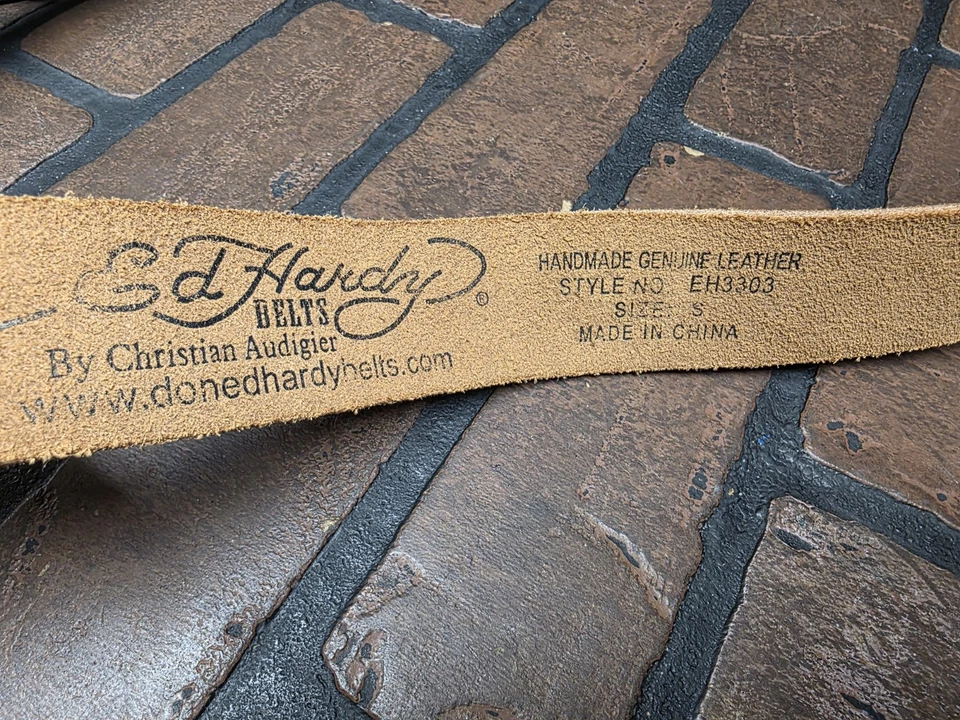 Ed Hardy ®
BELTS
By Christian Audigier
www.donedhardybelts.com
HANDMADE GENUINE LEATHER
STYLE NO EH3303
SIZE: S
MADE IN CHINA